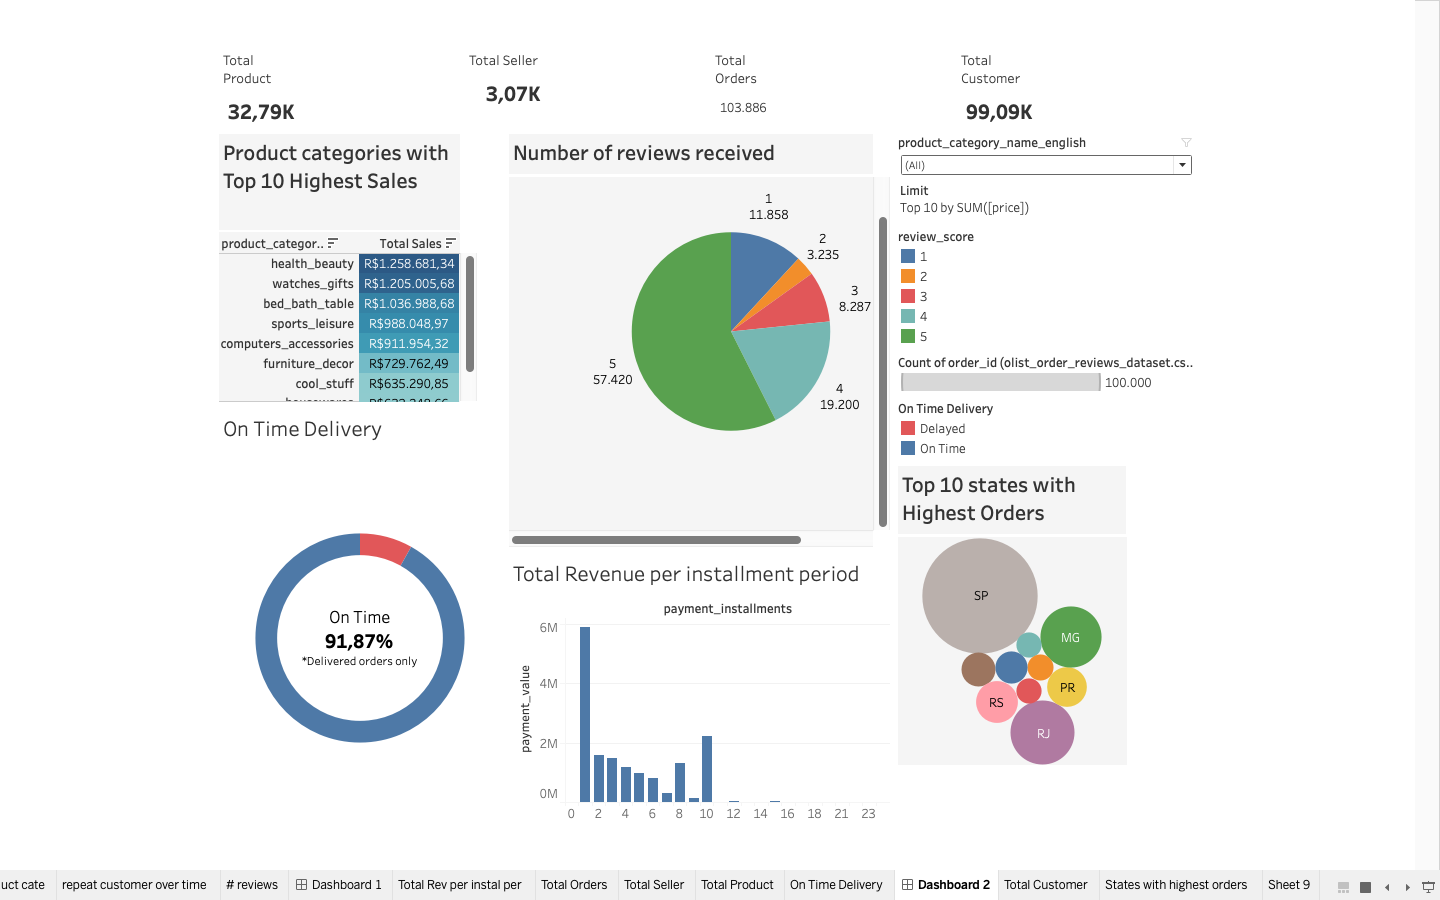 Total
Product
32,79K
Total Seller
3,07K
Total
Orders
103.886
Total
Customer
99,09K
Product categories with
Top 10 Highest Sales
product_categor..
Total Sales
health_beauty R$1.258.681,34
watches_gifts R$1.205.005,68
bed_bath_table R$1.036.988,68
sports_leisure R$988.048,97
computers_accessories R$911.954,32
furniture_decor R$729.762,49
cool_stuff R$635.290,85
Number of reviews received
1
11.858
2
3.235
3
8.287
4
19.200
5
57.420
product_category_name_english
(All)
Limit
Top 10 by SUM([price])
review_score
1
2
3
4
5
Count of order_id (olist_order_reviews_dataset.cs..
100.000
On Time Delivery
Delayed
On Time
On Time Delivery
On Time
91,87%
*Delivered orders only
Total Revenue per installment period
payment_installments
payment_value
6M
4M
2M
0M
0 2 4 6 8 10 12 14 16 18 21 23
Top 10 states with
Highest Orders
SP
MG
PR
RS
RJ
uct cate
repeat customer over time
# reviews
Dashboard 1
Total Rev per instal per
Total Orders
Total Seller
Total Product
On Time Delivery
Dashboard 2
Total Customer
States with highest orders
Sheet 9